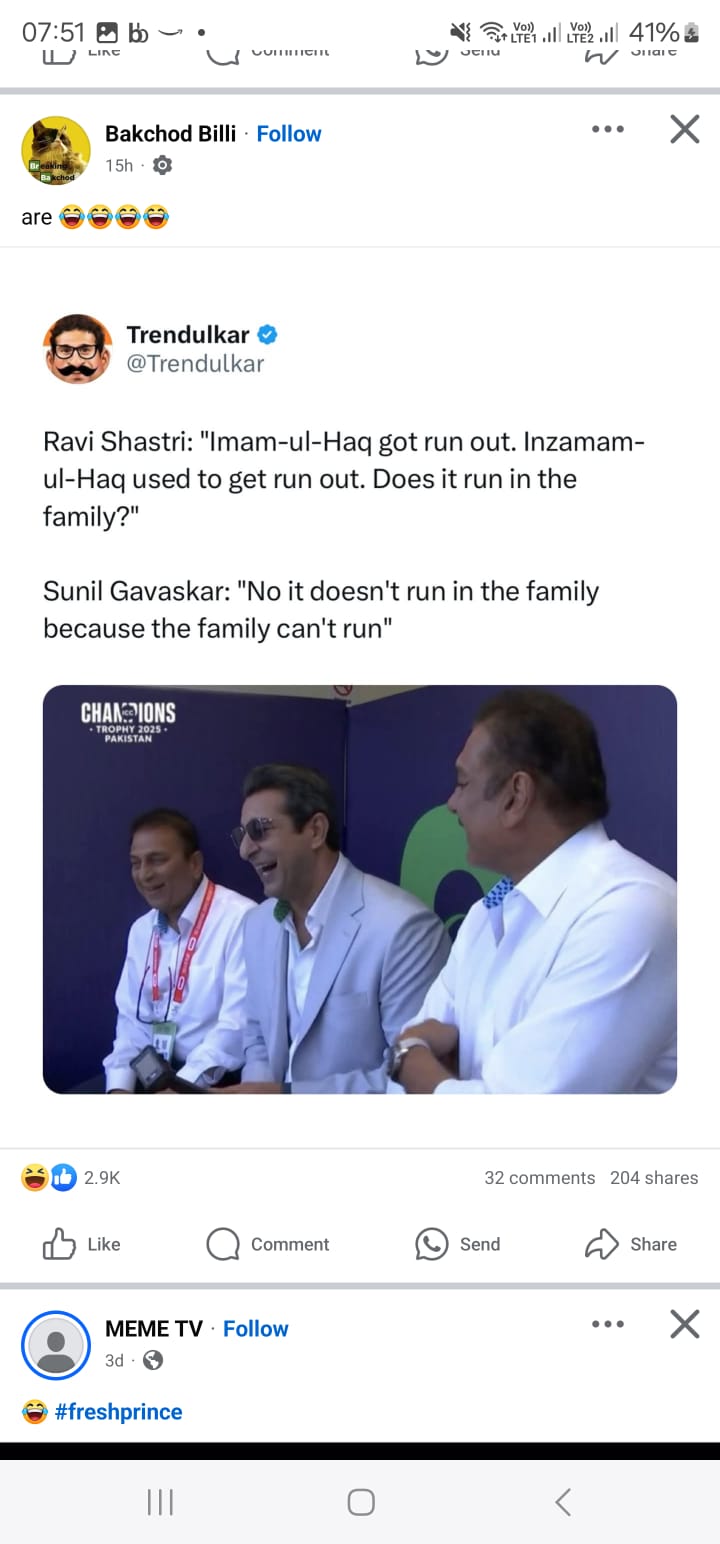 07:51 41%
Vo)) LTE1 Vo)) LTE2
Like Comment Send Share
Bakchod Billi · Follow
15h ·
are 😂😂😂😂
Breaking
Bakchod
Trendulkar
@Trendulkar
Ravi Shastri: "Imam-ul-Haq got run out. Inzamam-
ul-Haq used to get run out. Does it run in the
family?"
Sunil Gavaskar: "No it doesn't run in the family
because the family can't run"
ICC
CHAMPIONS
· TROPHY 2025 ·
PAKISTAN
2.9K 32 comments 204 shares
Like Comment Send Share
MEME TV · Follow
3d ·
😂 #freshprince